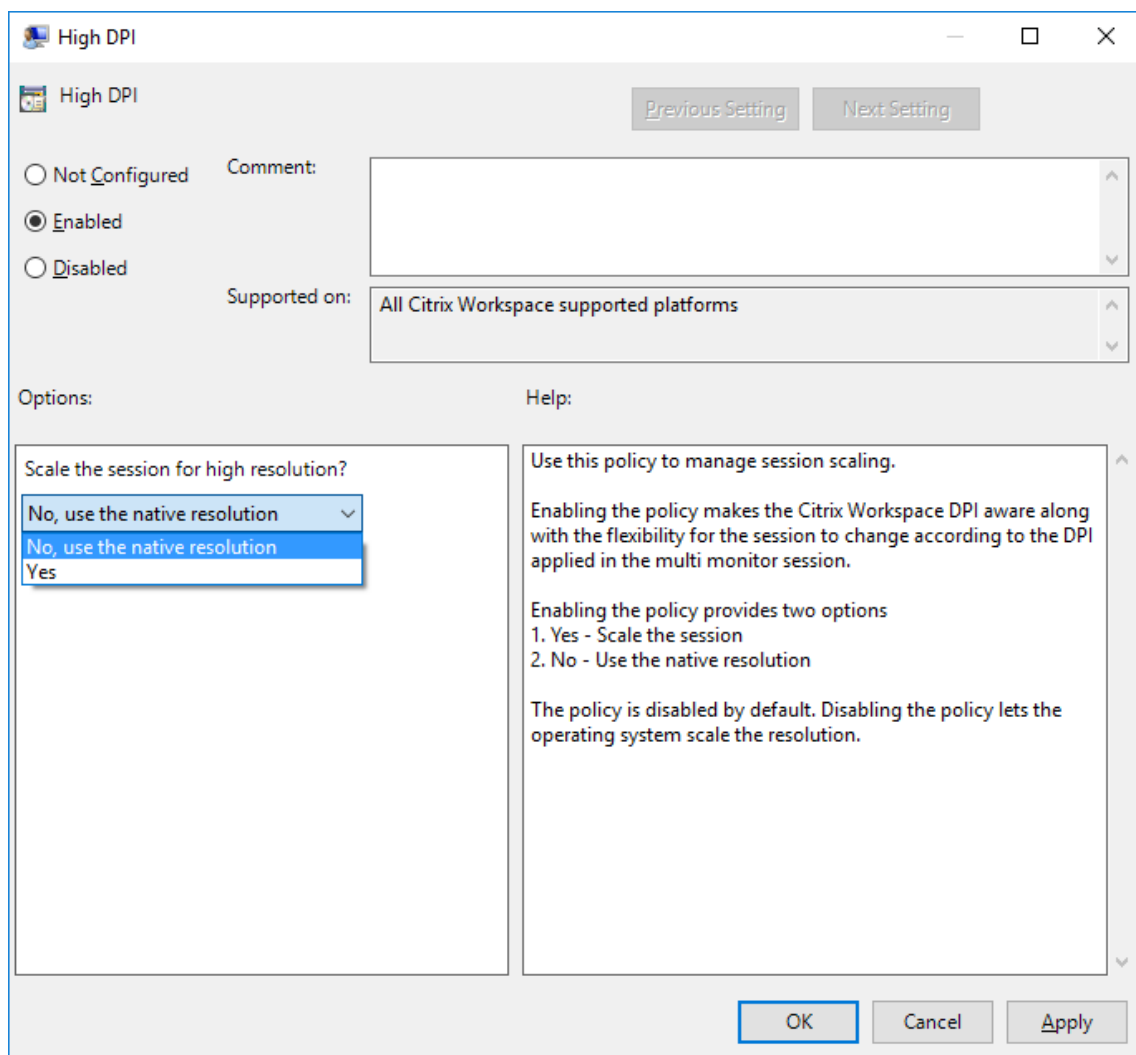 High DPI
High DPI
Previous Setting
Next Setting
Not Configured
Comment:
Enabled
Disabled
Supported on:
All Citrix Workspace supported platforms
Options:
Help:
Scale the session for high resolution?
No, use the native resolution
No, use the native resolution
Yes
Use this policy to manage session scaling.
Enabling the policy makes the Citrix Workspace DPI aware along
with the flexibility for the session to change according to the DPI
applied in the multi monitor session.
Enabling the policy provides two options
1. Yes - Scale the session
2. No - Use the native resolution
The policy is disabled by default. Disabling the policy lets the
operating system scale the resolution.
OK
Cancel
Apply